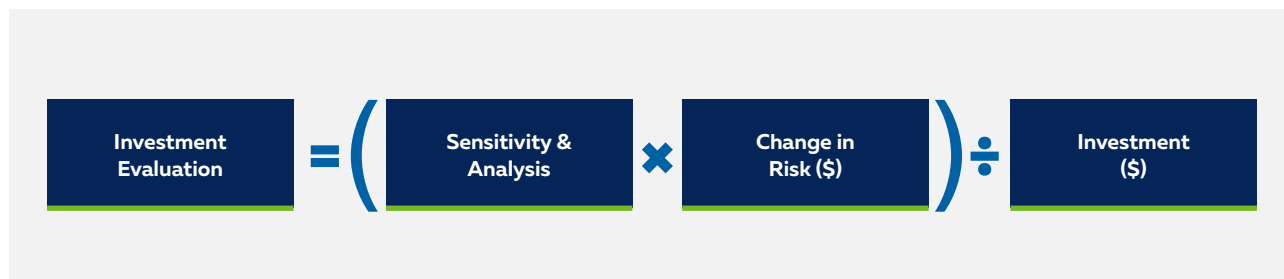 Investment
Evaluation
= (
Sensitivity &
Analysis
×
Change in
Risk ($)
) ÷
Investment
($)